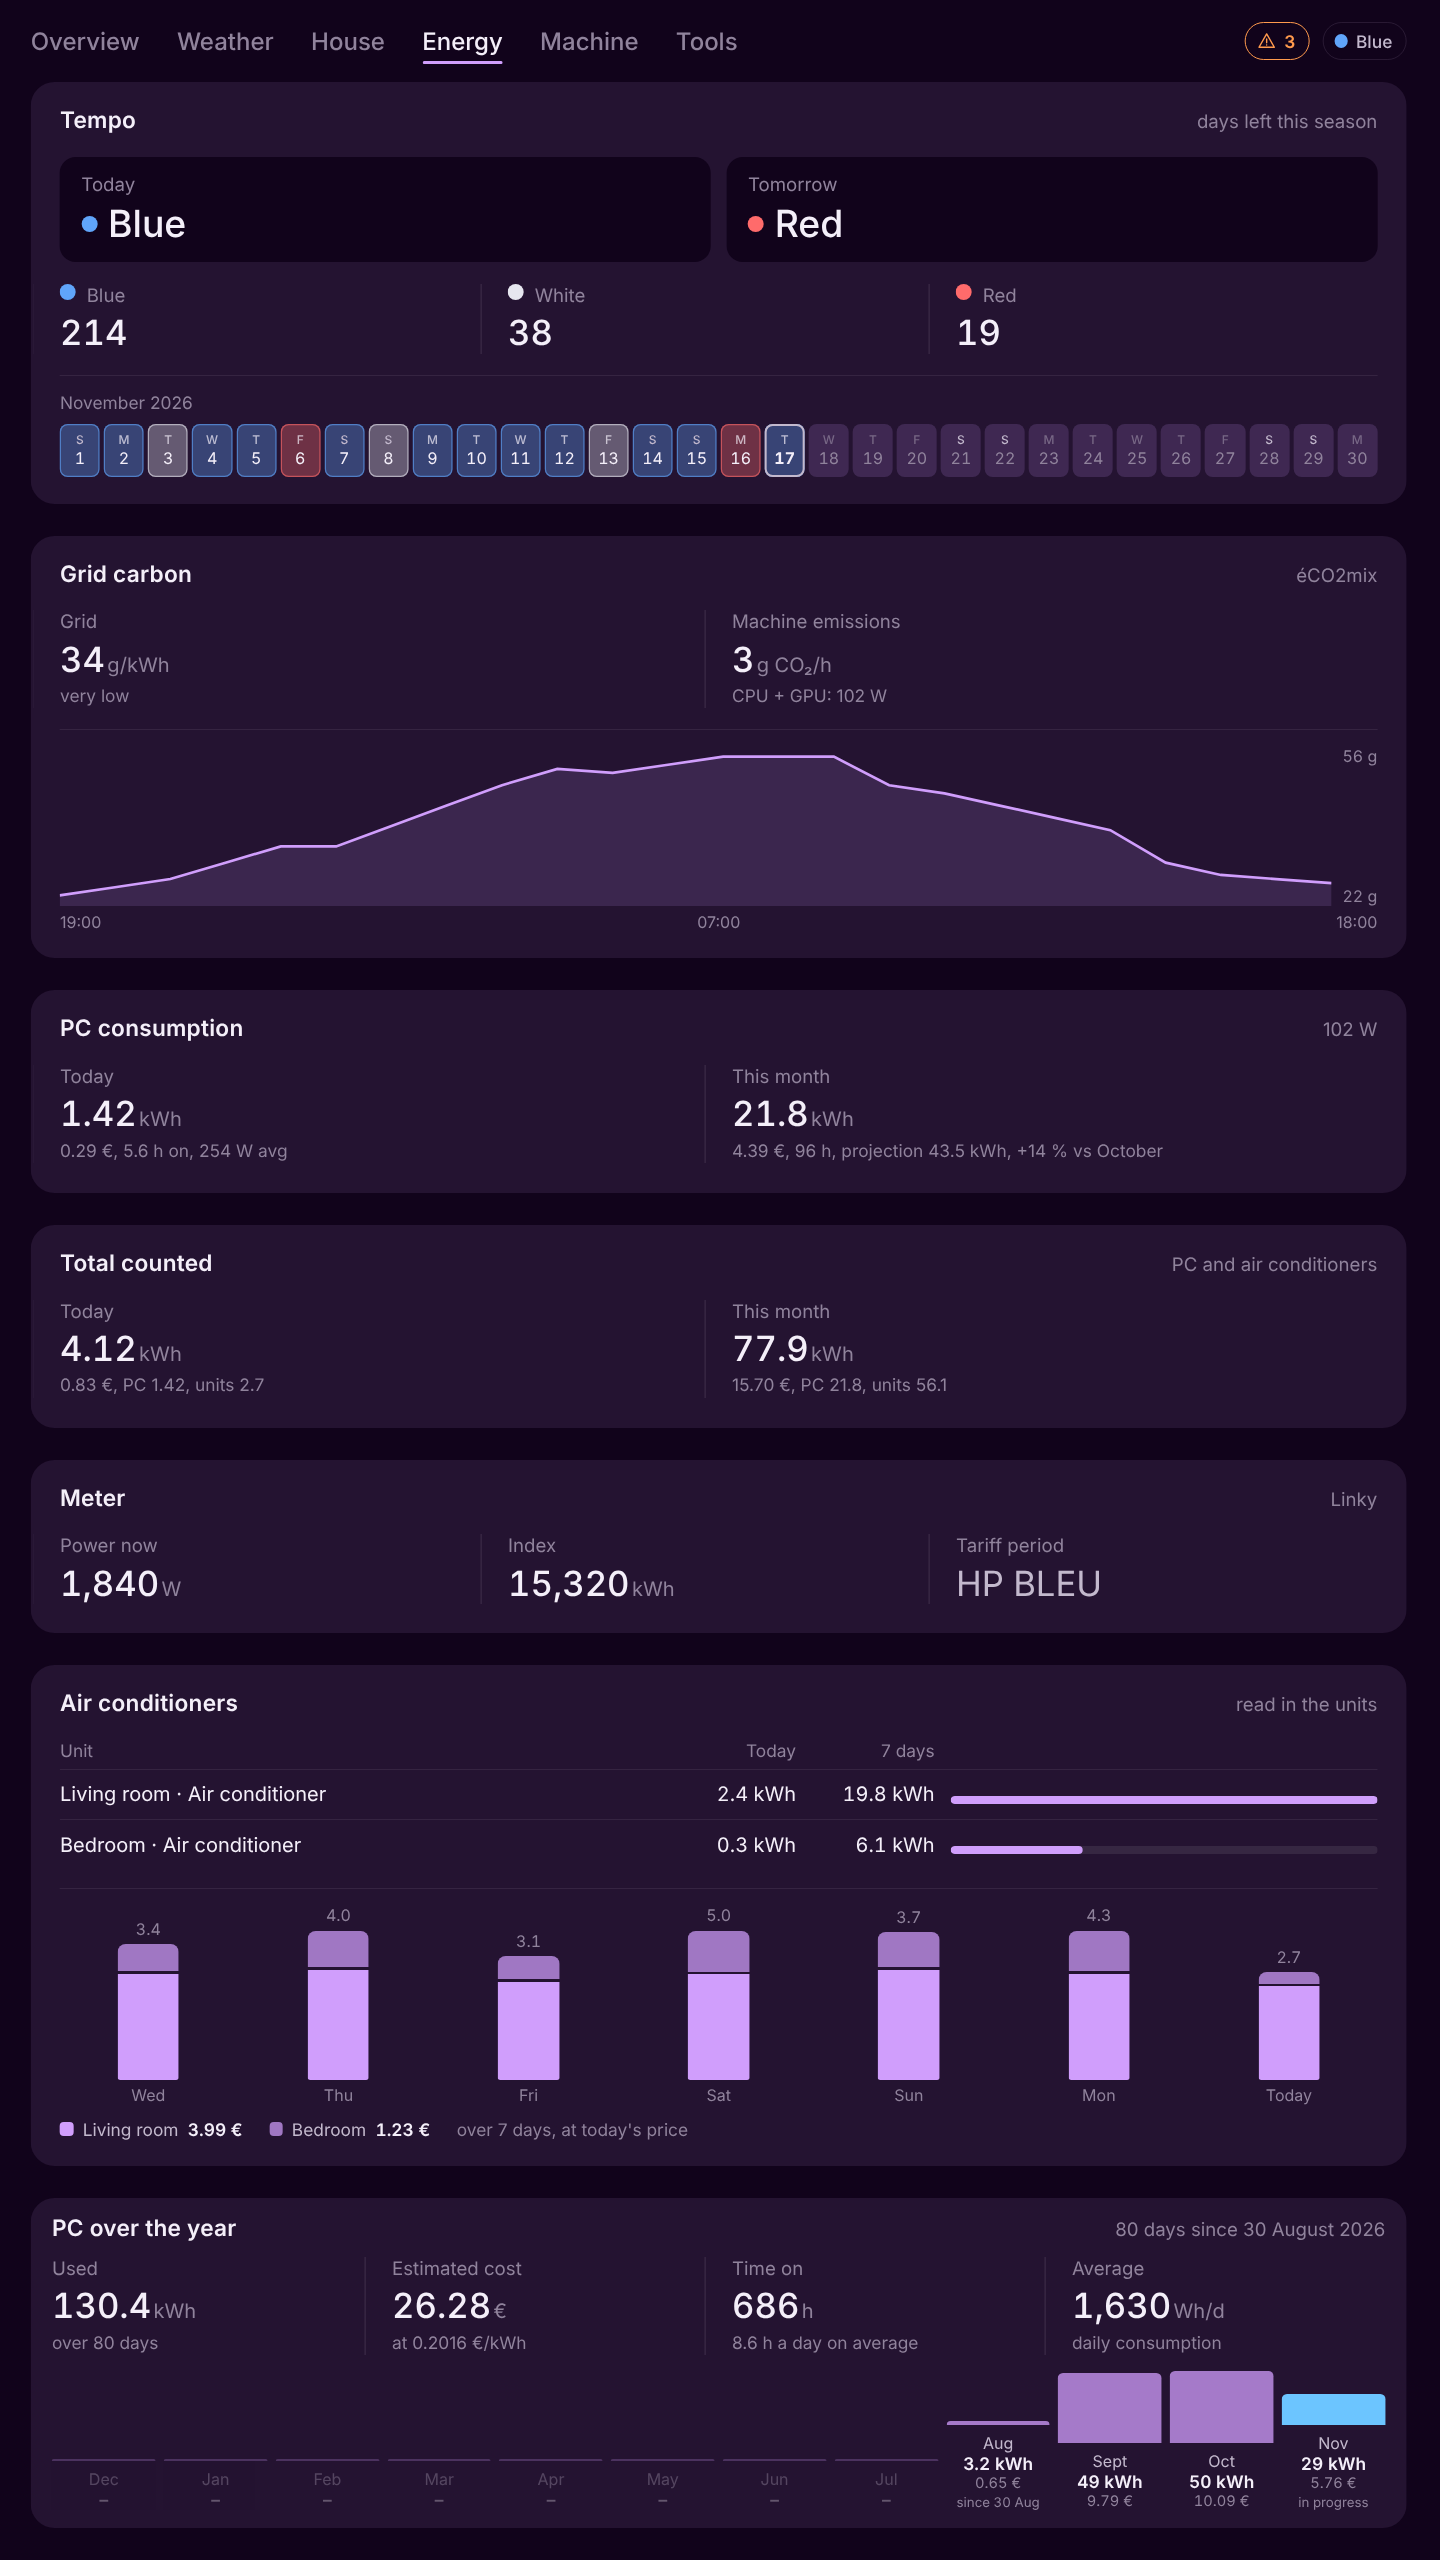 Overview Weather House Energy Machine Tools 3 Blue
Tempo days left this season
Today Tomorrow
Blue Red
Blue White Red
214 38 19
November 2026
S M T W T F S S M T W T F S S M T W T F S S M T W T F S S M
1 2 3 4 5 6 7 8 9 10 11 12 13 14 15 16 17 18 19 20 21 22 23 24 25 26 27 28 29 30
Grid carbon éCO2mix
Grid Machine emissions
34 g/kWh 3 g CO₂/h
very low CPU + GPU: 102 W
56 g
22 g
19:00 07:00 18:00
PC consumption 102 W
Today This month
1.42 kWh 21.8 kWh
0.29 €, 5.6 h on, 254 W avg 4.39 €, 96 h, projection 43.5 kWh, +14 % vs October
Total counted PC and air conditioners
Today This month
4.12 kWh 77.9 kWh
0.83 €, PC 1.42, units 2.7 15.70 €, PC 21.8, units 56.1
Meter Linky
Power now Index Tariff period
1,840 W 15,320 kWh HP BLEU
Air conditioners read in the units
Unit Today 7 days
Living room · Air conditioner 2.4 kWh 19.8 kWh
Bedroom · Air conditioner 0.3 kWh 6.1 kWh
3.4 4.0 3.1 5.0 3.7 4.3 2.7
Wed Thu Fri Sat Sun Mon Today
Living room 3.99 € Bedroom 1.23 € over 7 days, at today's price
PC over the year 80 days since 30 August 2026
Used Estimated cost Time on Average
130.4 kWh 26.28 € 686 h 1,630 Wh/d
over 80 days at 0.2016 €/kWh 8.6 h a day on average daily consumption
Dec Jan Feb Mar Apr May Jun Jul Aug Sept Oct Nov
– – – – – – – – 3.2 kWh 49 kWh 50 kWh 29 kWh
0.65 € 9.79 € 10.09 € 5.76 €
since 30 Aug in progress